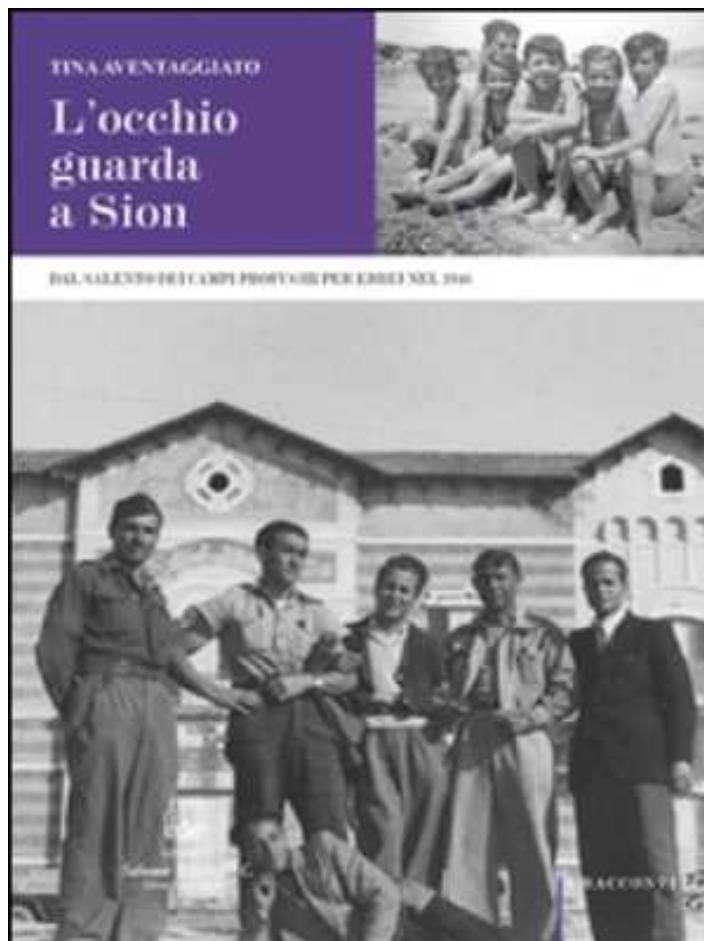 TINA AVENTAGGIATO
L'occhio
guarda
a Sion
DAL SALENTO DEI CAMPI PROFUGHI PER EBREI NEL 1946
RACCONTI